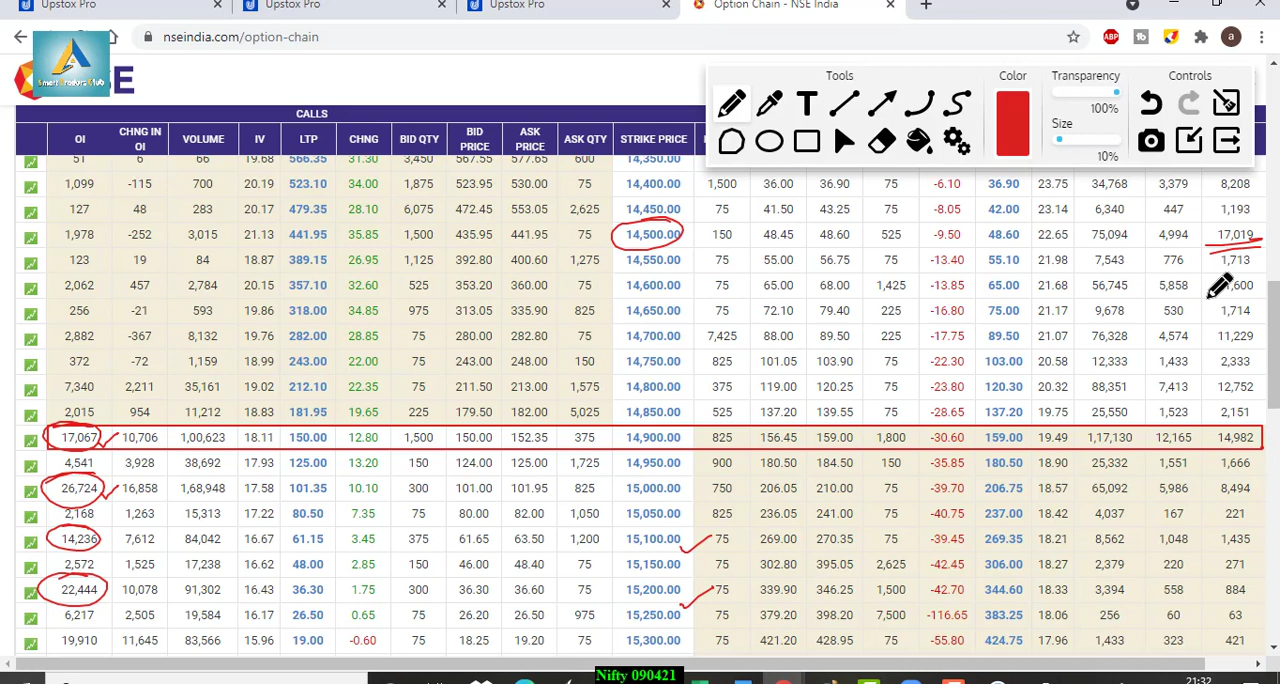 Upstox Pro Upstox Pro Upstox Pro Option Chain - NSE India
nseindia.com/option-chain ABP a
Smart Traders Club
Tools Color Transparency Controls
100%
Size
10%
CALLS
OI CHNG IN OI VOLUME IV LTP CHNG BID QTY BID PRICE ASK PRICE ASK QTY STRIKE PRICE
51 6 66 19.68 566.35 31.30 3,450 567.55 577.65 600 14,350.00
1,099 -115 700 20.19 523.10 34.00 1,875 523.95 530.00 75 14,400.00 1,500 36.00 36.90 75 -6.10 36.90 23.75 34,768 3,379 8,208
127 48 283 20.17 479.35 28.10 6,075 472.45 553.05 2,625 14,450.00 75 41.50 43.25 75 -8.05 42.00 23.14 6,340 447 1,193
1,978 -252 3,015 21.13 441.95 35.85 1,500 435.95 441.95 75 14,500.00 150 48.45 48.60 525 -9.50 48.60 22.65 75,094 4,994 17,019
123 19 84 18.87 389.15 26.95 1,125 392.80 400.60 1,275 14,550.00 75 55.00 56.75 75 -13.40 55.10 21.98 7,543 776 1,713
2,062 457 2,784 20.15 357.10 32.60 525 353.20 360.00 75 14,600.00 75 65.00 68.00 1,425 -13.85 65.00 21.68 56,745 5,858
256 -21 593 19.86 318.00 34.85 975 313.05 335.90 825 14,650.00 75 72.10 79.40 225 -16.80 75.00 21.17 9,678 530 1,714
2,882 -367 8,132 19.76 282.00 28.85 75 280.00 282.80 75 14,700.00 7,425 88.00 89.50 225 -17.75 89.50 21.07 76,328 4,574 11,229
372 -72 1,159 18.99 243.00 22.00 75 240.00 243.00 150 14,750.00 825 101.05 103.90 75 -22.30 103.00 20.58 12,333 1,433 2,333
7,340 2,211 35,161 19.02 212.10 22.35 75 211.50 213.00 1,575 14,800.00 375 119.00 120.25 75 -23.80 120.30 20.32 88,351 7,413 12,752
2,015 954 11,212 18.83 181.95 19.65 225 179.50 182.00 5,025 14,850.00 525 137.20 139.55 75 -28.65 137.20 19.75 25,550 1,523 2,151
17,067 10,706 1,00,623 18.11 150.00 12.80 1,500 150.00 152.35 375 14,900.00 825 156.45 159.00 1,800 -30.60 159.00 19.49 1,17,130 12,165 14,982
4,541 3,928 38,692 17.93 125.00 13.20 150 124.00 125.00 1,725 14,950.00 900 180.50 184.50 150 -35.85 180.50 18.90 25,332 1,551 1,666
26,724 16,858 1,68,948 17.58 101.35 10.10 300 101.00 101.95 825 15,000.00 750 206.05 210.00 75 -39.70 206.75 18.57 65,092 5,986 8,494
2,168 1,263 15,313 17.22 80.50 7.35 75 80.00 82.00 1,050 15,050.00 825 205.05 241.00 75 -40.75 237.00 18.42 4,037 167 221
14,236 7,612 84,042 16.67 61.15 3.45 375 61.65 63.50 1,200 15,100.00 75 269.00 270.35 75 -39.45 269.35 18.21 8,562 1,048 1,435
2,572 1,525 17,238 16.62 48.00 2.85 150 46.00 48.40 75 15,150.00 75 302.80 395.05 2,625 -42.45 306.00 18.51 2,379 220 271
22,444 10,078 91,302 16.43 36.30 1.75 300 36.30 36.60 75 15,200.00 75 339.90 346.25 1,500 -42.70 344.60 18.33 3,394 558 884
6,217 2,505 19,584 16.17 26.50 0.65 75 26.20 26.50 975 15,250.00 75 379.20 398.20 7,500 -116.65 383.25 18.06 256 60 63
19,910 11,645 83,566 15.96 19.00 -0.60 75 13.25 19.20 75 15,300.00 75 421.20 428.95 75 -55.80 424.75 17.96 1,433 323 421
Nifty 090421
21:32